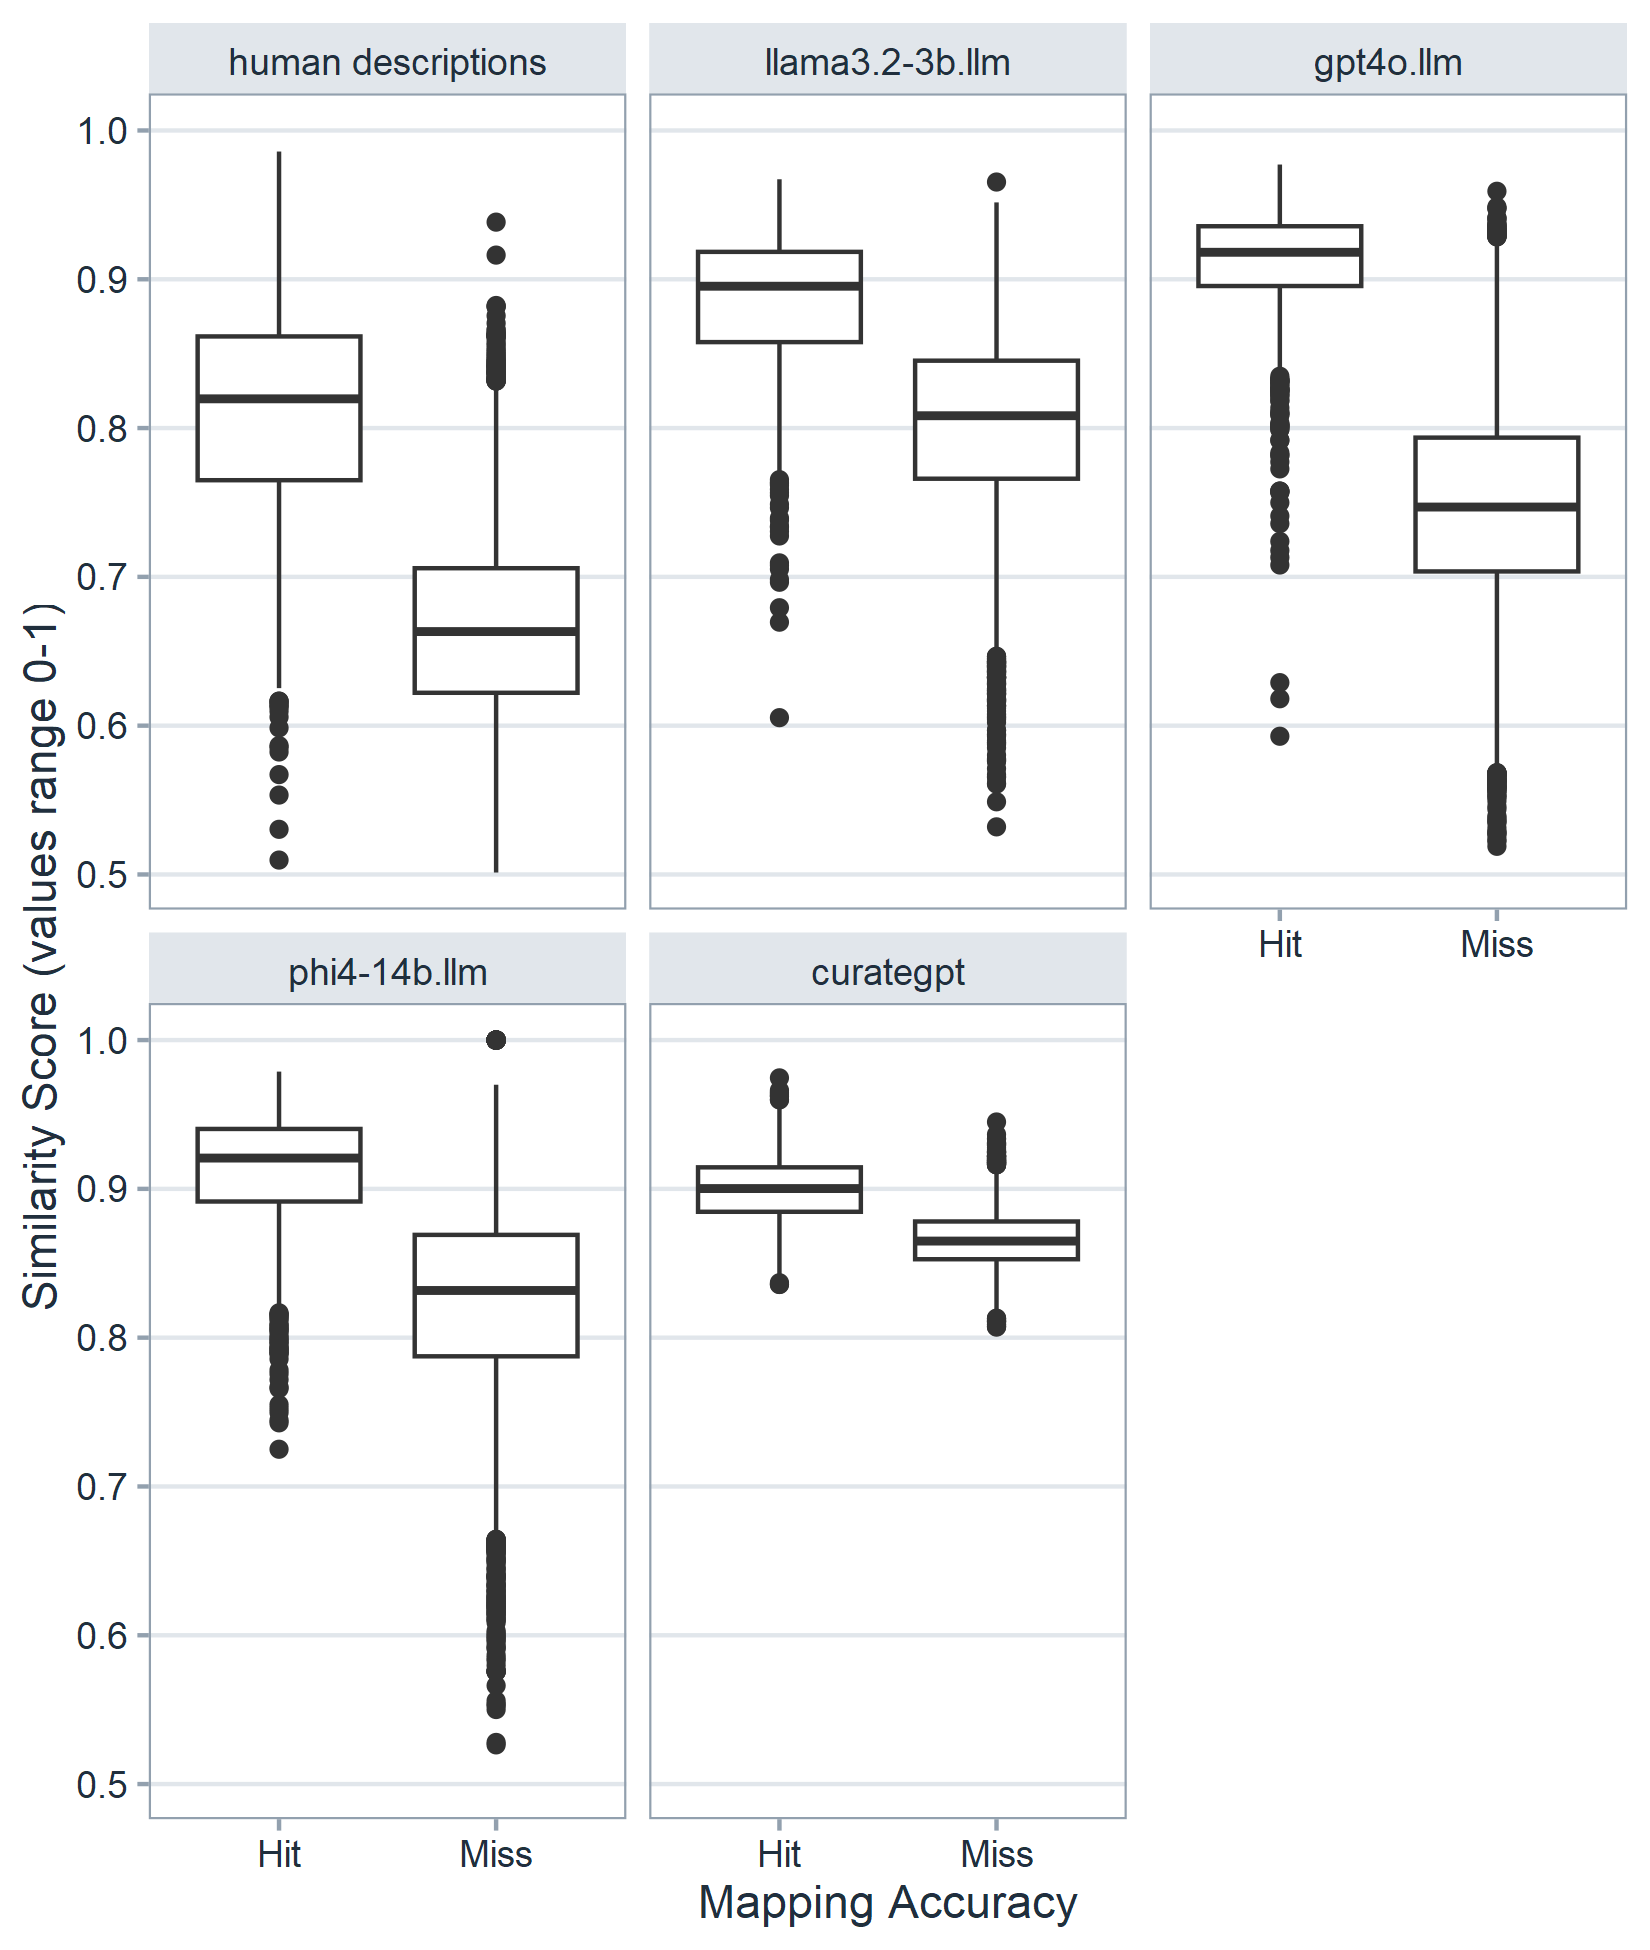 human descriptions
llama3.2-3b.llm
gpt4o.llm
1.0
0.9
0.8
0.7
0.6
0.5
Hit
Miss
phi4-14b.llm
curategpt
1.0
0.9
0.8
0.7
0.6
0.5
Hit
Miss
Hit
Miss
Mapping Accuracy
Similarity Score (values range 0-1)